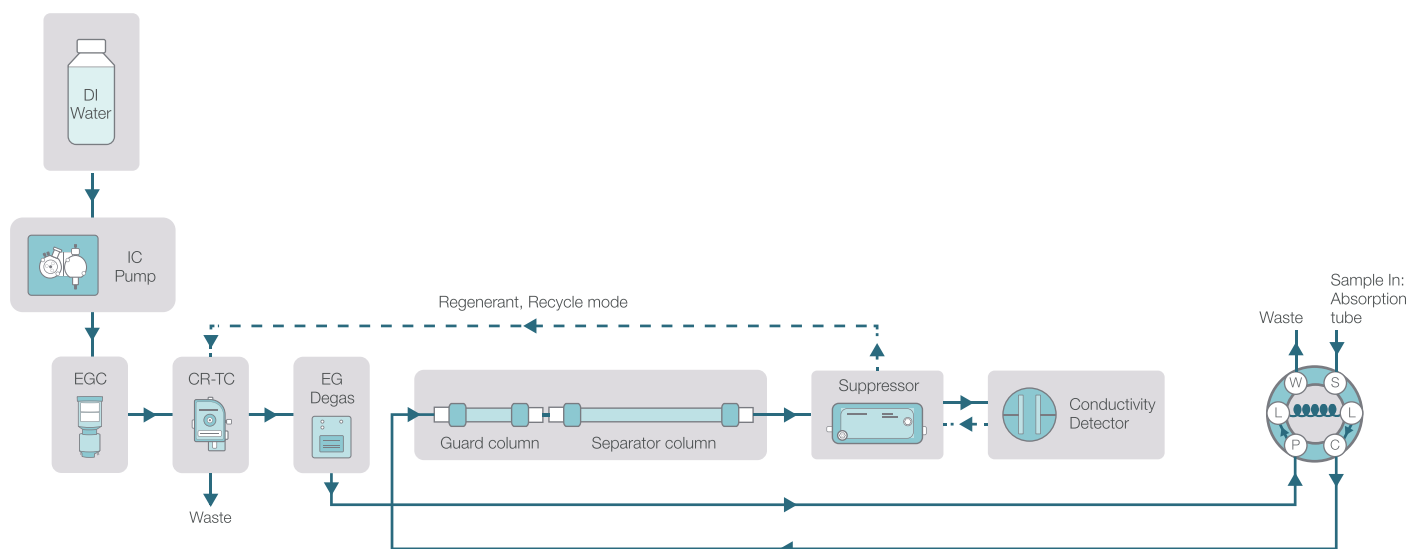 DI
Water
IC
Pump
Regenerant, Recycle mode
Sample In:
Absorption
tube
Waste
EGC
CR-TC
EG
Degas
Guard column
Separator column
Suppressor
Conductivity
Detector
W
S
L
L
P
C
Waste